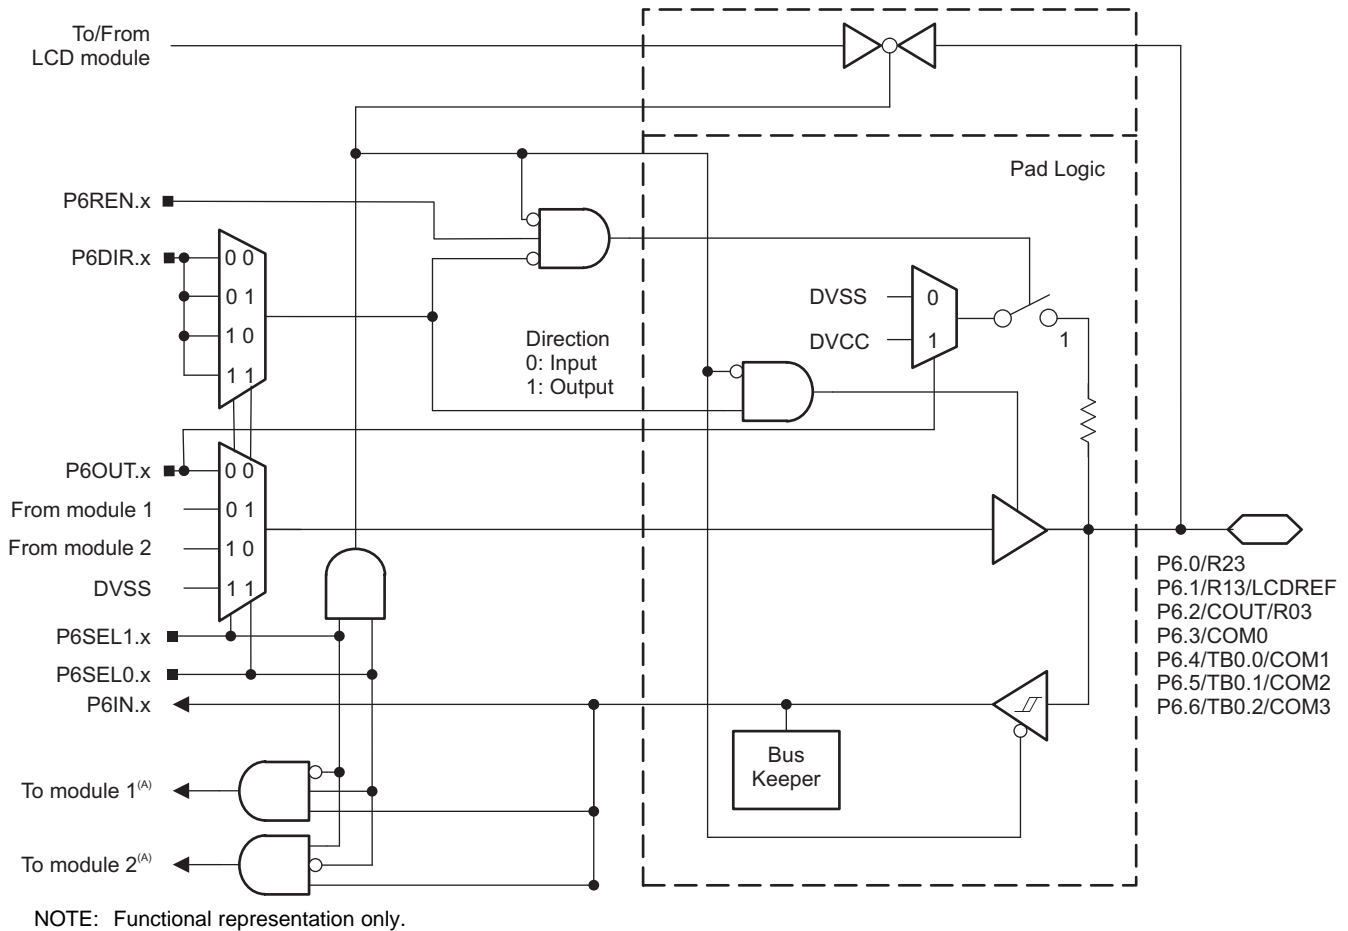 To/From
LCD module
Pad Logic
P6REN.x
P6DIR.x
0 0
0 1
1 0
1 1
Direction
0: Input
1: Output
DVSS
0
DVCC
1
1
P6OUT.x
0 0
From module 1
0 1
From module 2
1 0
DVSS
1 1
P6SEL1.x
P6SEL0.x
P6IN.x
P6.0/R23
P6.1/R13/LCDREF
P6.2/COUT/R03
P6.3/COM0
P6.4/TB0.0/COM1
P6.5/TB0.1/COM2
P6.6/TB0.2/COM3
Bus
Keeper
To module 1(A)
To module 2(A)
NOTE: Functional representation only.